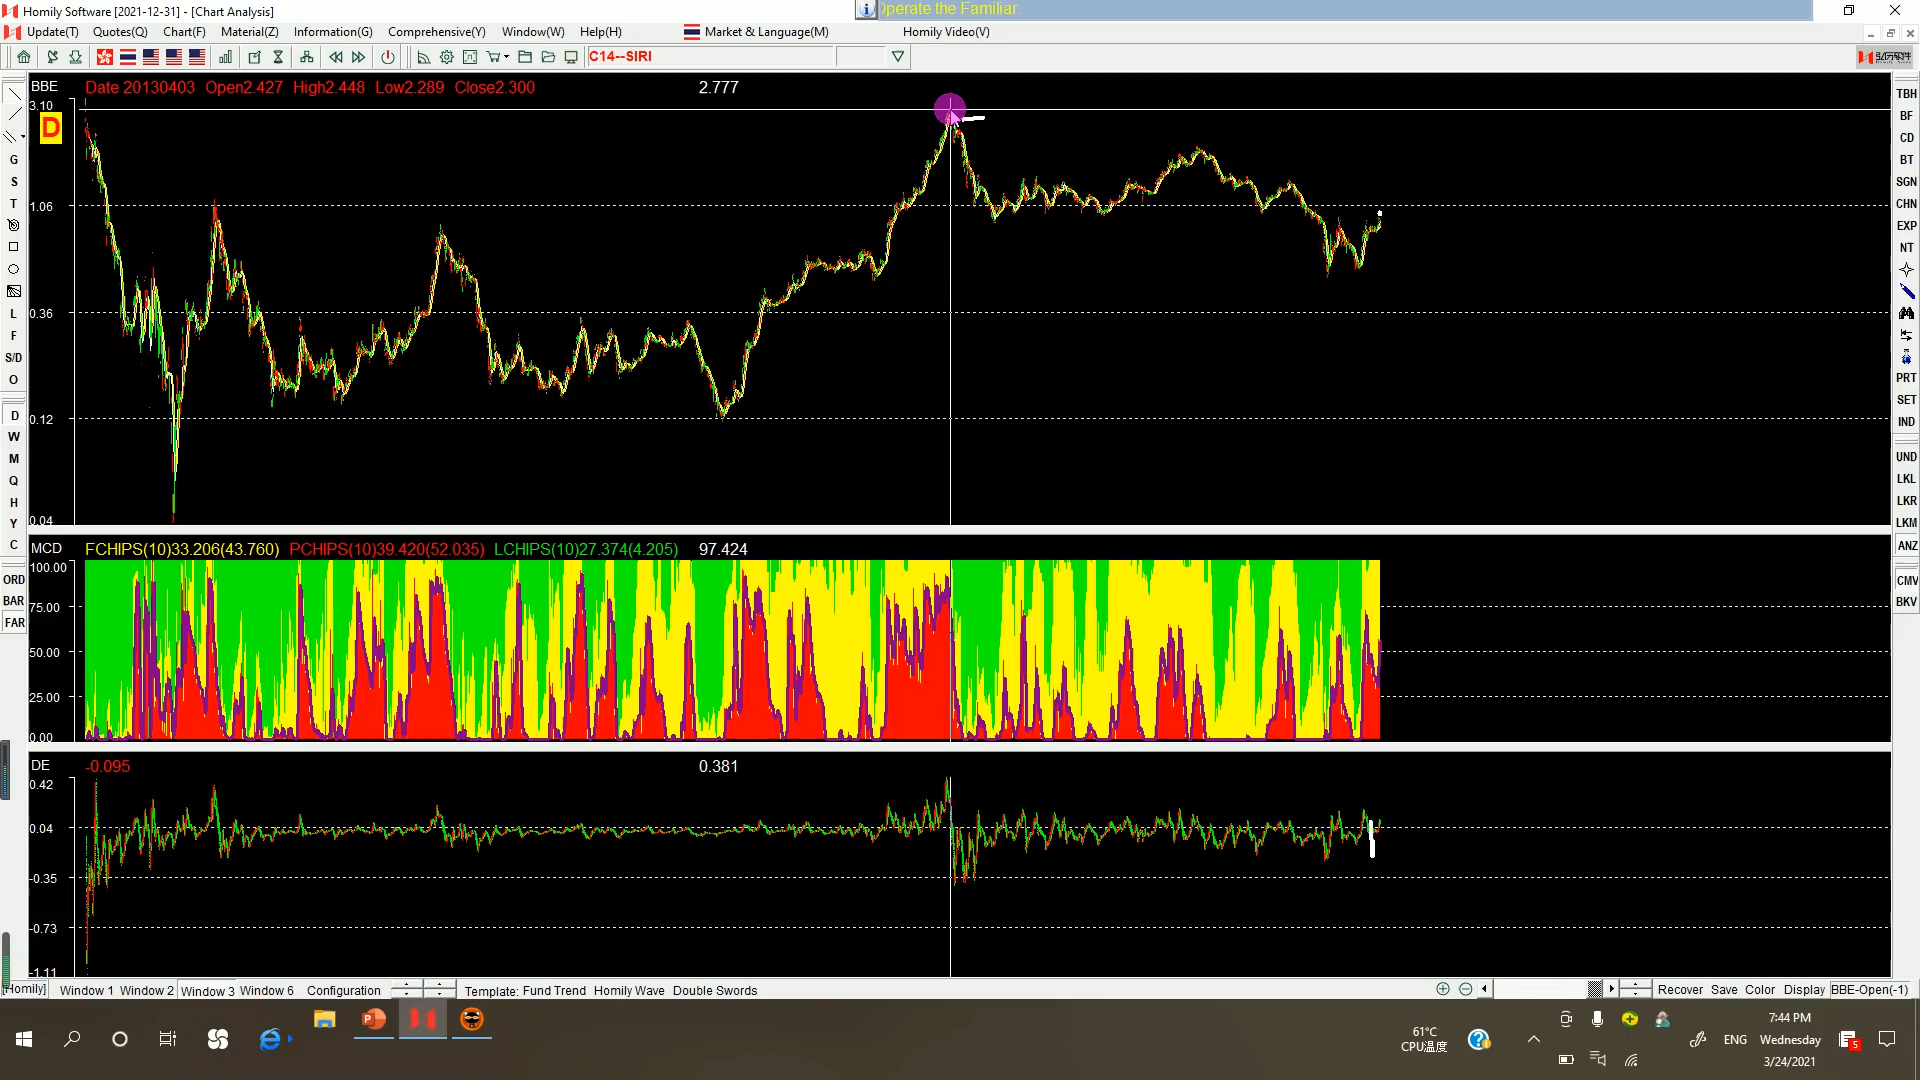 Homily Software [2021-12-31] - [Chart Analysis]
Operate the Familiar
Update(T) Quotes(Q) Chart(F) Material(Z) Information(G) Comprehensive(Y) Window(W) Help(H) Market & Language(M) Homily Video(V)
C14--SIRI
BBE Date 20130403 Open2.427 High2.448 Low2.289 Close2.300 2.777
3.10
D
1.06
0.36
0.12
0.04
MCD FCHIPS(10)33.206(43.760) PCHIPS(10)39.420(52.035) LCHIPS(10)27.374(4.205) 97.424
100.00
75.00
50.00
25.00
0.00
DE -0.095 0.381
0.42
0.04
-0.35
-0.73
-1.11
G
S
T
L
F
S/D
O
D
W
M
Q
H
Y
C
ORD
BAR
FAR
TBH
BF
CD
BT
SGN
CHN
EXP
NT
PRT
SET
IND
UND
LKL
LKR
LKM
ANZ
CMV
BKV
[Homily] Window 1 Window 2 Window 3 Window 6 Configuration Template: Fund Trend Homily Wave Double Swords Recover Save Color Display BBE-Open(-1)
61°C
CPU温度
ENG
7:44 PM
Wednesday
3/24/2021
5